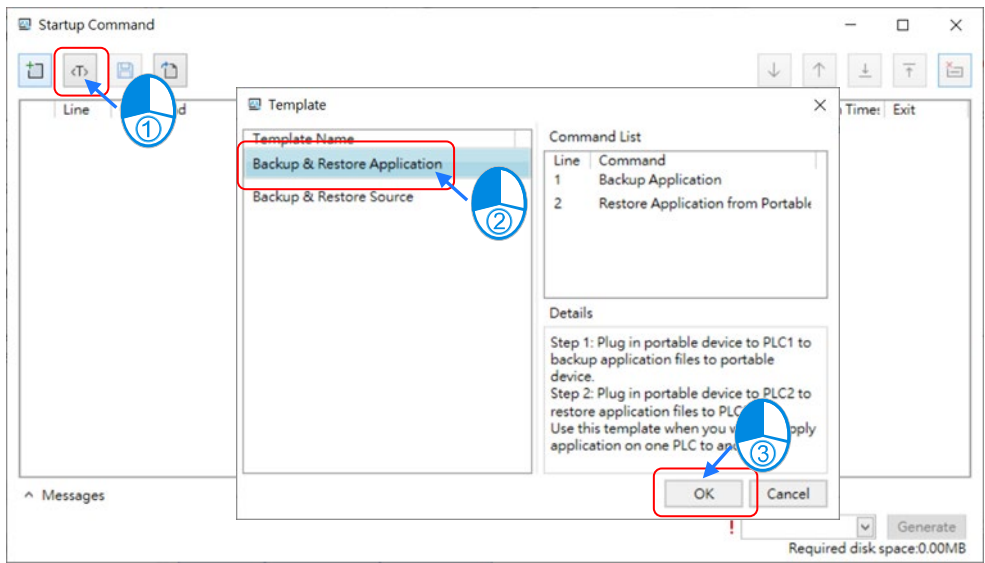 Startup Command
<T>
Line
d
Times
Exit
①
Template
Template Name
Backup & Restore Application
Backup & Restore Source
②
Command List
Line Command
1 Backup Application
2 Restore Application from Portable
Details
Step 1: Plug in portable device to PLC1 to
backup application files to portable
device.
Step 2: Plug in portable device to PLC2 to
restore application files to PLC
Use this template when you pply
application on one PLC to an
③
OK Cancel
Messages
!
Generate
Required disk space:0.00MB